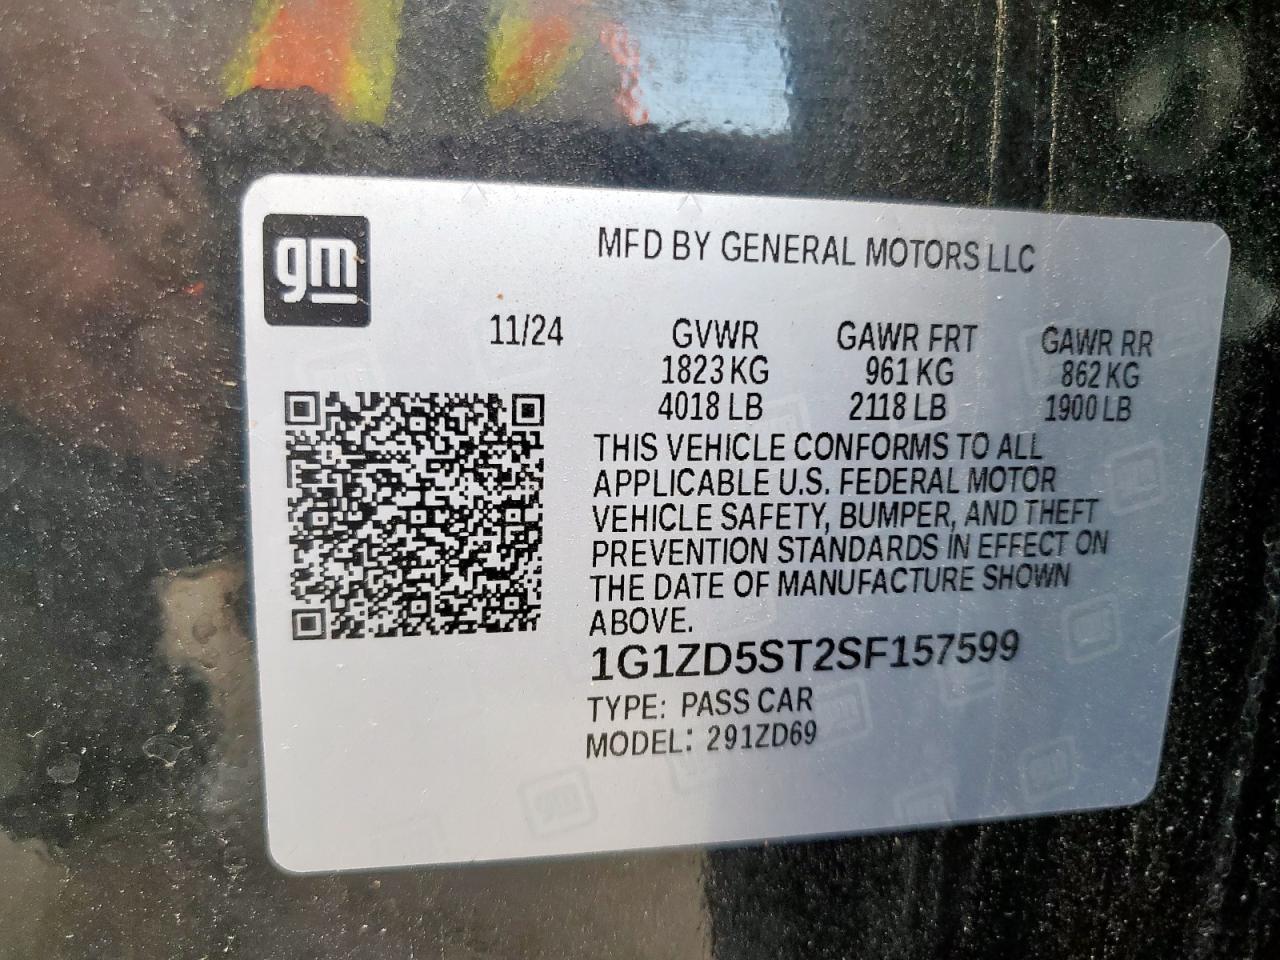 gm
MFD BY GENERAL MOTORS LLC
11/24 GVWR GAWR FRT GAWR RR
1823 KG 961 KG 862 KG
4018 LB 2118 LB 1900 LB
THIS VEHICLE CONFORMS TO ALL
APPLICABLE U.S. FEDERAL MOTOR
VEHICLE SAFETY, BUMPER, AND THEFT
PREVENTION STANDARDS IN EFFECT ON
THE DATE OF MANUFACTURE SHOWN
ABOVE.
1G1ZD5ST2SF157599
TYPE: PASS CAR
MODEL: 291ZD69